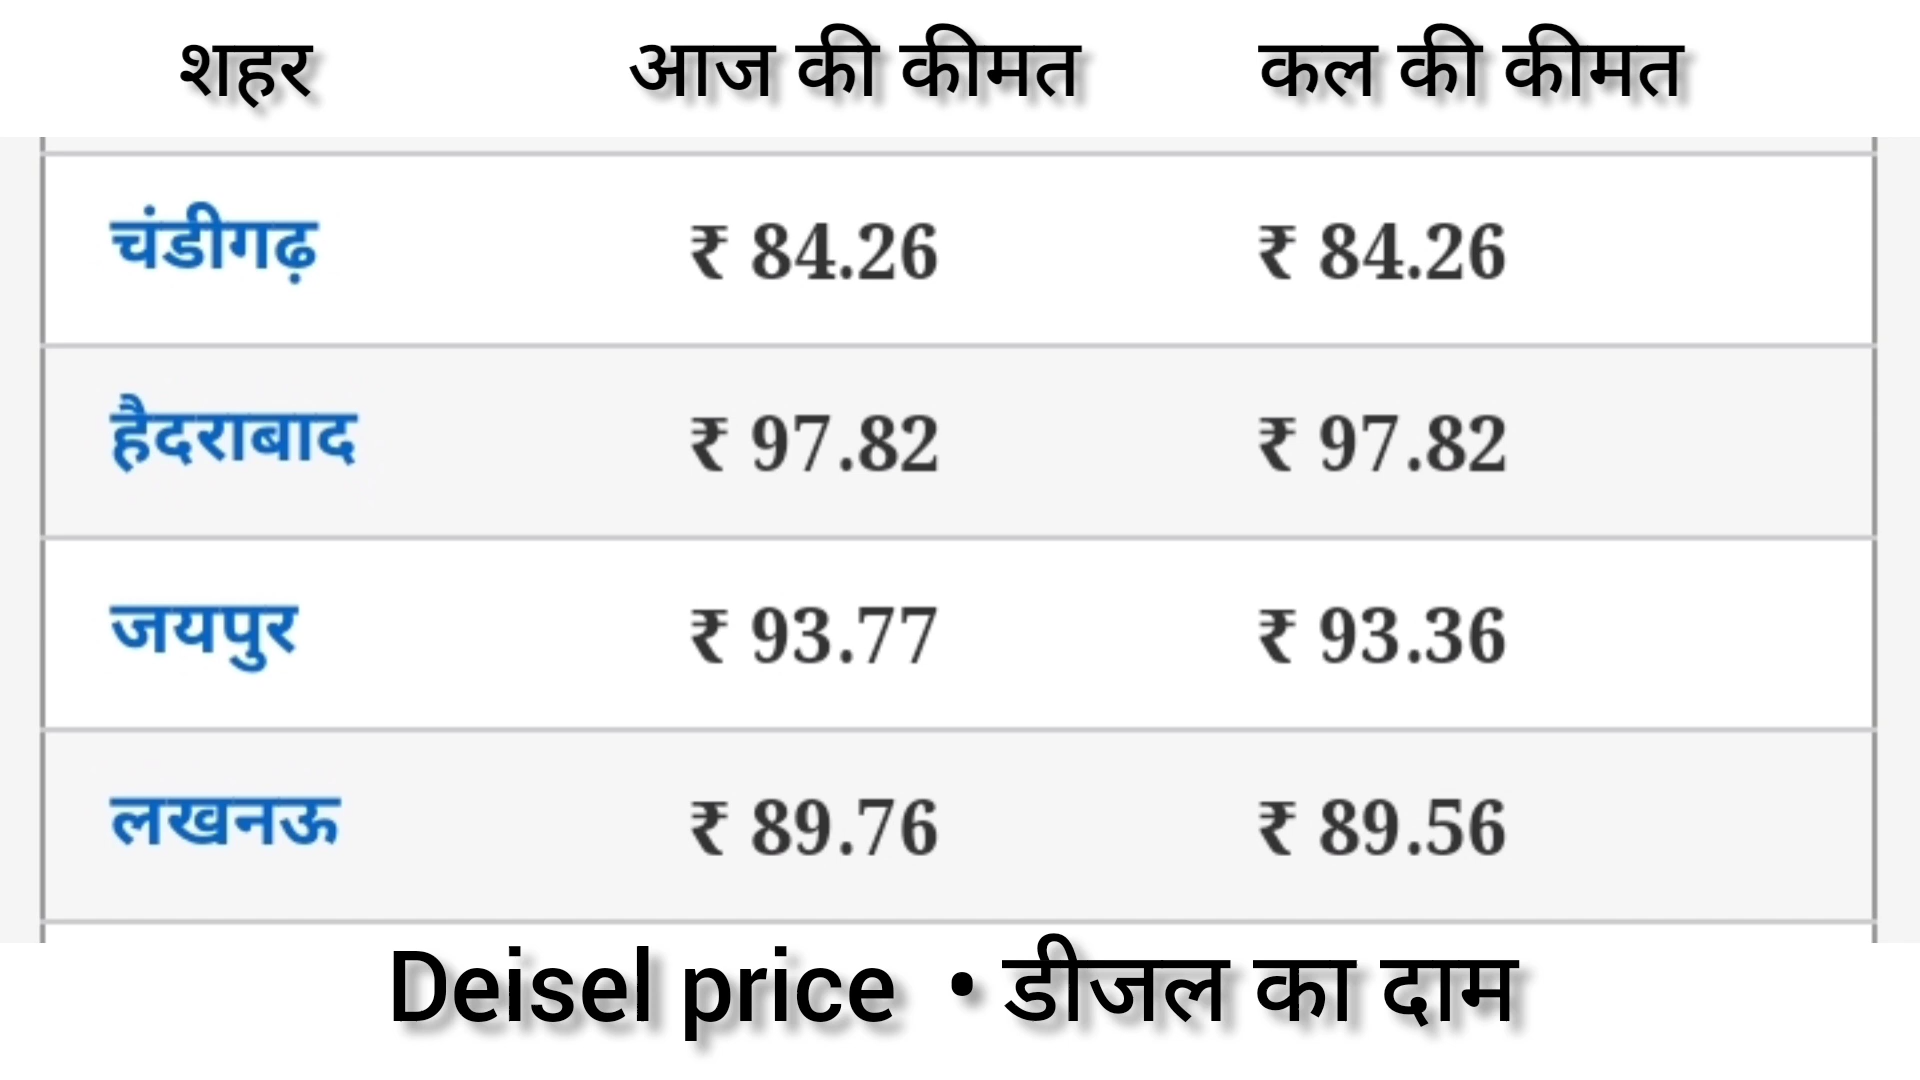 शहर आज की कीमत कल की कीमत
चंडीगढ़ ₹ 84.26 ₹ 84.26
हैदराबाद ₹ 97.82 ₹ 97.82
जयपुर ₹ 93.77 ₹ 93.36
लखनऊ ₹ 89.76 ₹ 89.56
Deisel price • डीजल का दाम